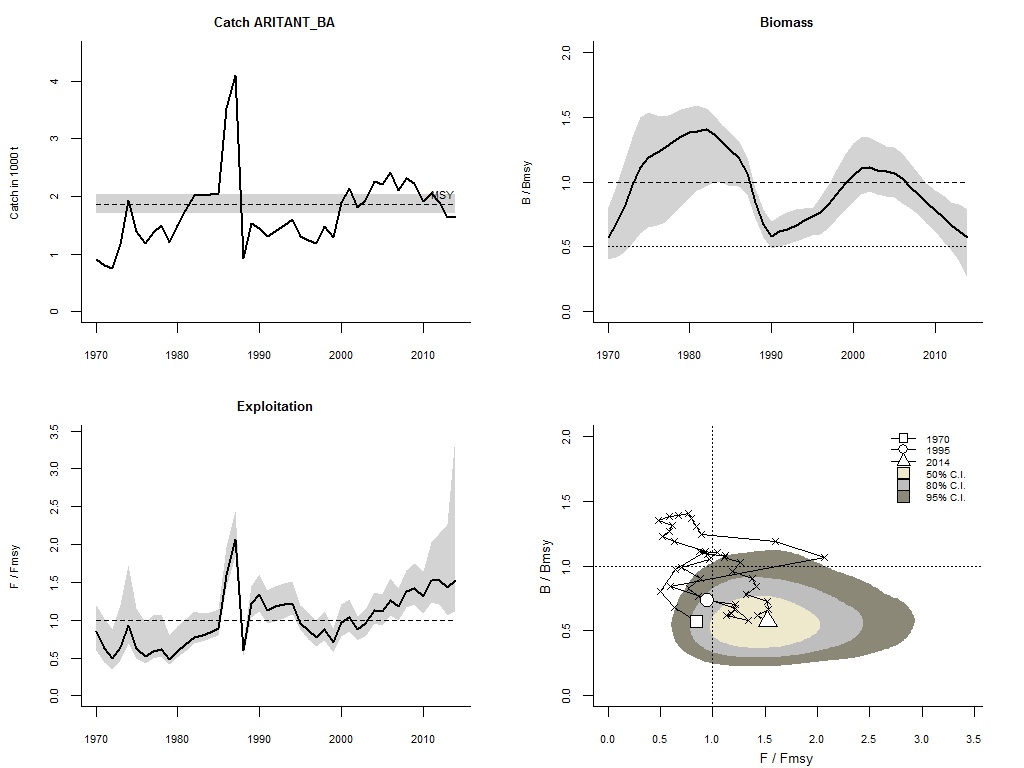 Catch ARITANT_BA
Catch in 1000 t
4
3
2
1
0
MSY
1970 1980 1990 2000 2010
Biomass
B / Bmsy
2.0
1.5
1.0
0.5
0.0
1970 1980 1990 2000 2010
Exploitation
F / Fmsy
3.5
3.0
2.5
2.0
1.5
1.0
0.5
0.0
1970 1980 1990 2000 2010
B / Bmsy
2.0
1.5
1.0
0.5
0.0
1970
1995
2014
50% C.I.
80% C.I.
95% C.I.
0.0 0.5 1.0 1.5 2.0 2.5 3.0 3.5
F / Fmsy